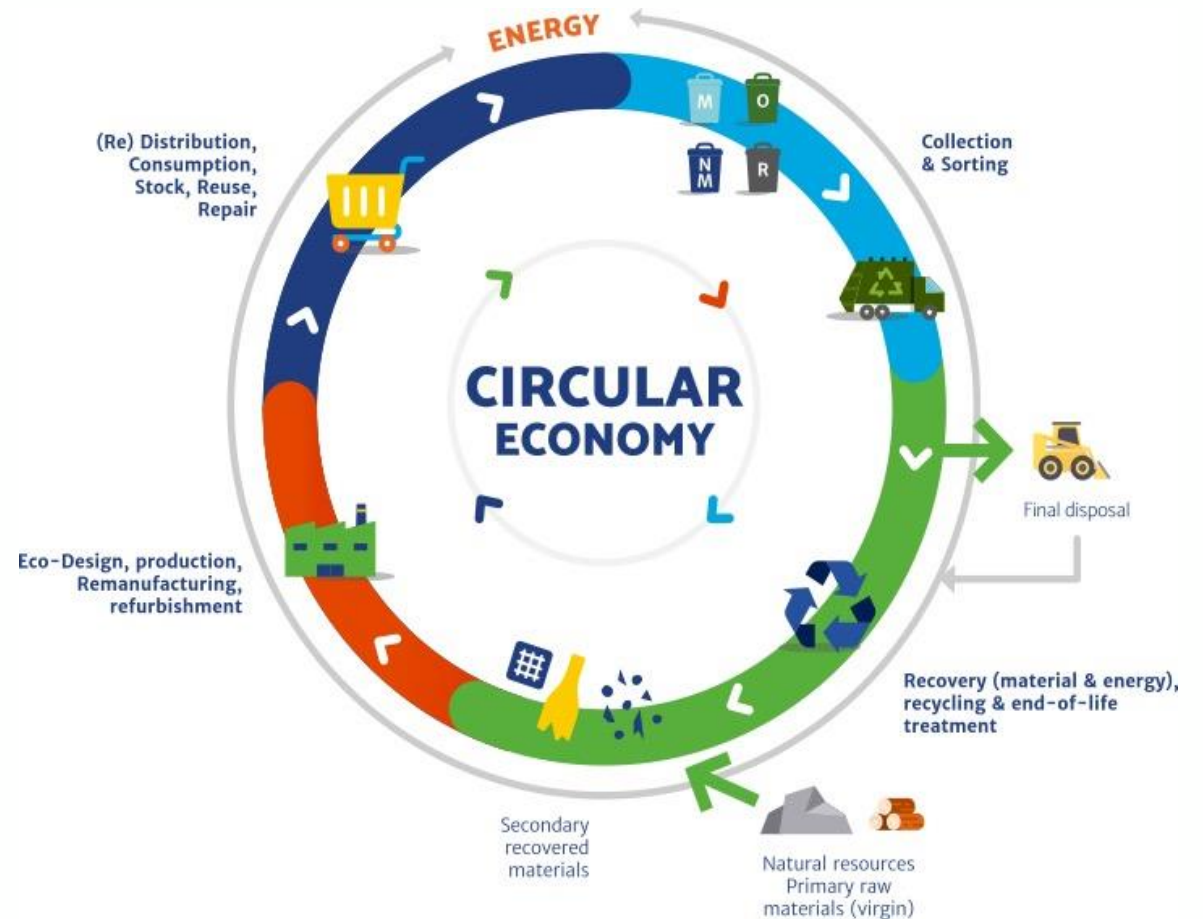 ENERGY
(Re) Distribution,
Consumption,
Stock, Reuse,
Repair
M
O
N
M
R
Collection
& Sorting
CIRCULAR
ECONOMY
Final disposal
Eco-Design, production,
Remanufacturing,
refurbishment
Recovery (material & energy),
recycling & end-of-life
treatment
Secondary
recovered
materials
Natural resources
Primary raw
materials (virgin)